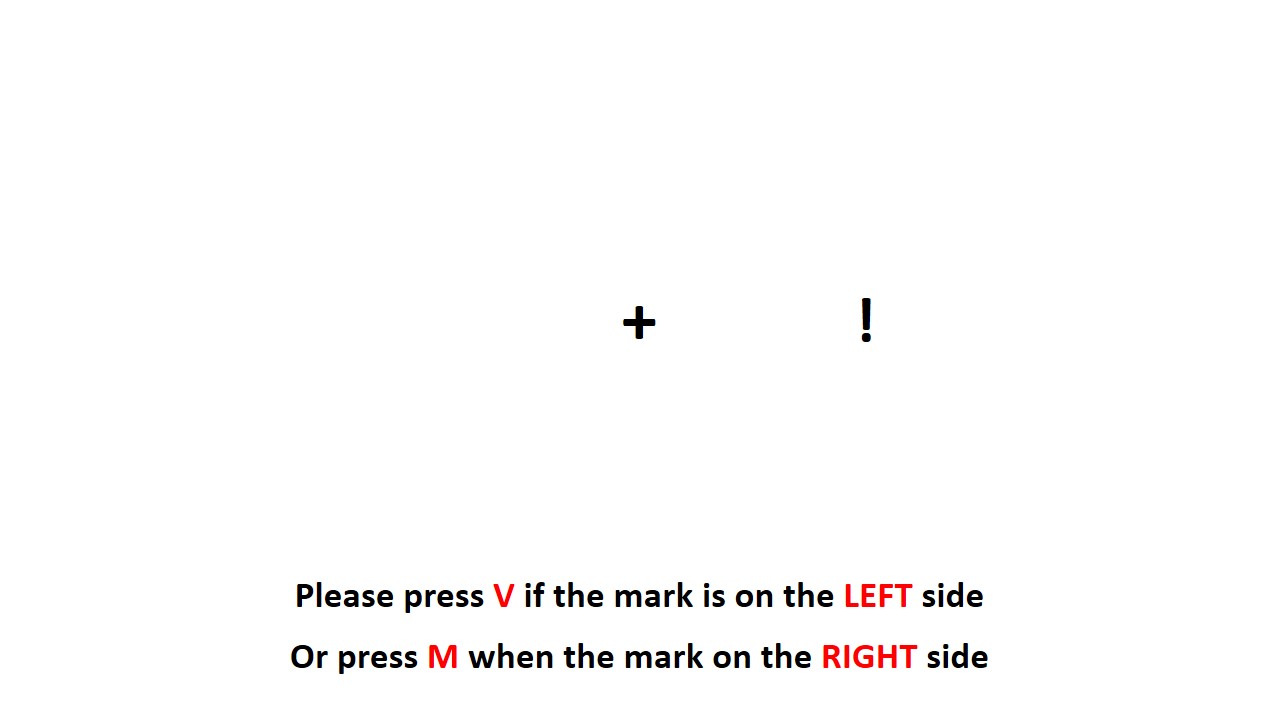 + !
Please press V if the mark is on the LEFT side
Or press M when the mark on the RIGHT side